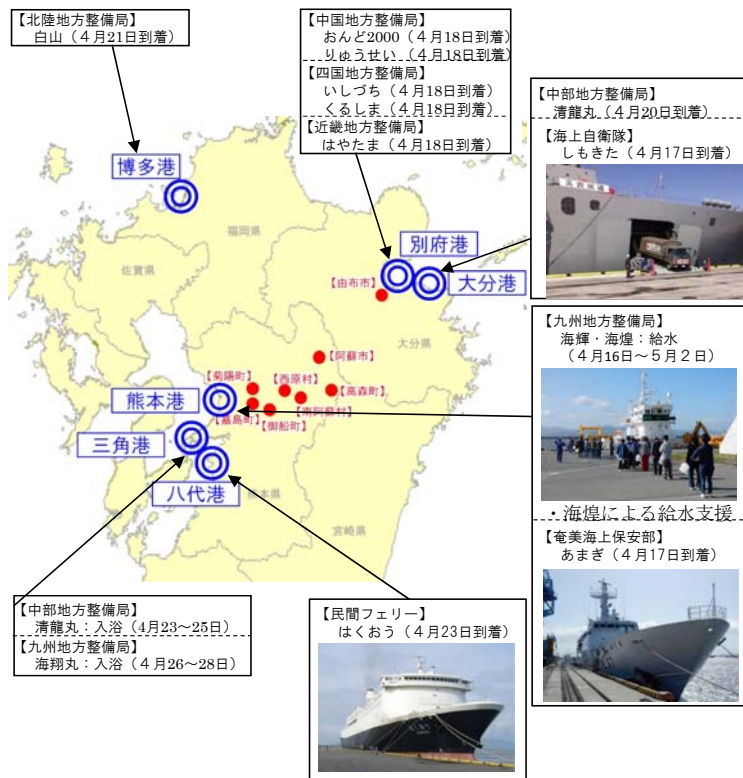 【北陸地方整備局】
白山（４月21日到着）
【中国地方整備局】
おんど2000（４月18日到着）
りゅうせい（４月18日到着）
【四国地方整備局】
いしづち（４月18日到着）
くるしま（４月18日到着）
【近畿地方整備局】
はやたま（４月18日到着）
【中部地方整備局】
清龍丸（４月20日到着）
【海上自衛隊】
しもきた（４月17日到着）
博多港
福岡県
佐賀県
別府港
大分港
【由布市】
大分県
【阿蘇市】
【菊陽町】
【西原村】
【高森町】
熊本港
【南阿蘇村】
【嘉島町】
【御船町】
三角港
八代港
熊本県
宮崎県
【九州地方整備局】
海輝・海煌：給水
（４月16日～５月２日）
・海煌による給水支援
【奄美海上保安部】
あまぎ（４月17日到着）
【中部地方整備局】
清龍丸：入浴（4月23～25日）
【九州地方整備局】
海翔丸：入浴（４月26～28日）
【民間フェリー】
はくおう（４月23日到着）